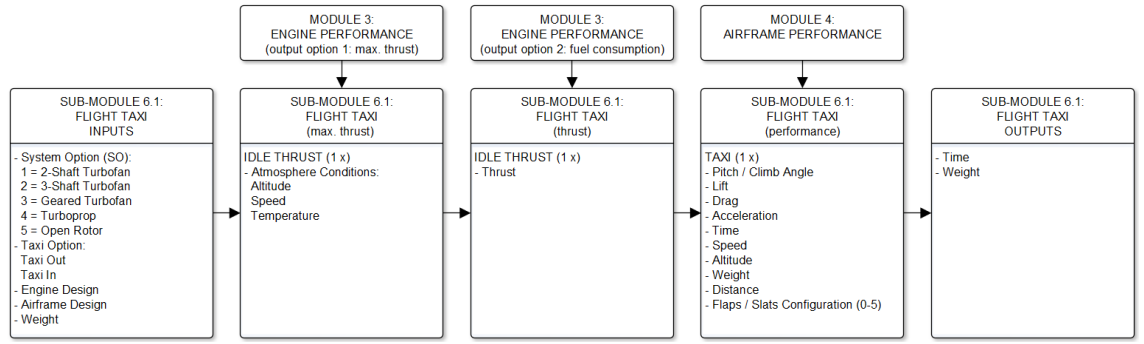 MODULE 3:
ENGINE PERFORMANCE
(output option 1: max. thrust)
MODULE 3:
ENGINE PERFORMANCE
(output option 2: fuel consumption)
MODULE 4:
AIRFRAME PERFORMANCE
SUB-MODULE 6.1:
FLIGHT TAXI
INPUTS
- System Option (SO):
1 = 2-Shaft Turbofan
2 = 3-Shaft Turbofan
3 = Geared Turbofan
4 = Turboprop
5 = Open Rotor
- Taxi Option:
Taxi Out
Taxi In
- Engine Design
- Airframe Design
- Weight
SUB-MODULE 6.1:
FLIGHT TAXI
(max. thrust)
IDLE THRUST (1 x)
- Atmosphere Conditions:
Altitude
Speed
Temperature
SUB-MODULE 6.1:
FLIGHT TAXI
(thrust)
IDLE THRUST (1 x)
- Thrust
SUB-MODULE 6.1:
FLIGHT TAXI
(performance)
TAXI (1 x)
- Pitch / Climb Angle
- Lift
- Drag
- Acceleration
- Time
- Speed
- Altitude
- Weight
- Distance
- Flaps / Slats Configuration (0-5)
SUB-MODULE 6.1:
FLIGHT TAXI
OUTPUTS
- Time
- Weight